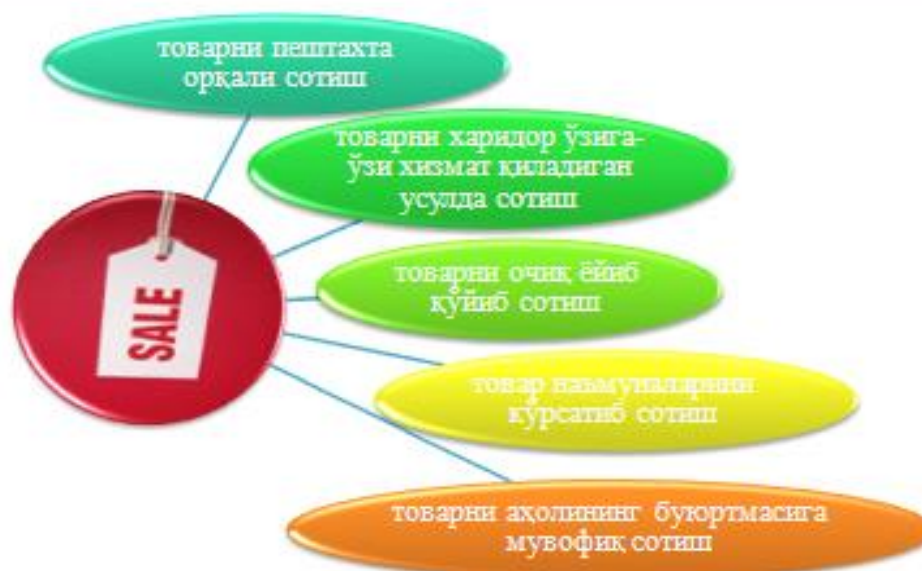 товарни пештахта
орқали сотиш
товарни харидор ўзига-
ўзи хизмат қиладиган
усулда сотиш
SALE
товарни очиқ ёйиб
қўйиб сотиш
товар наъмуналарини
кўрсатиб сотиш
товарни аҳолининг буюртмасига
мувофиқ сотиш